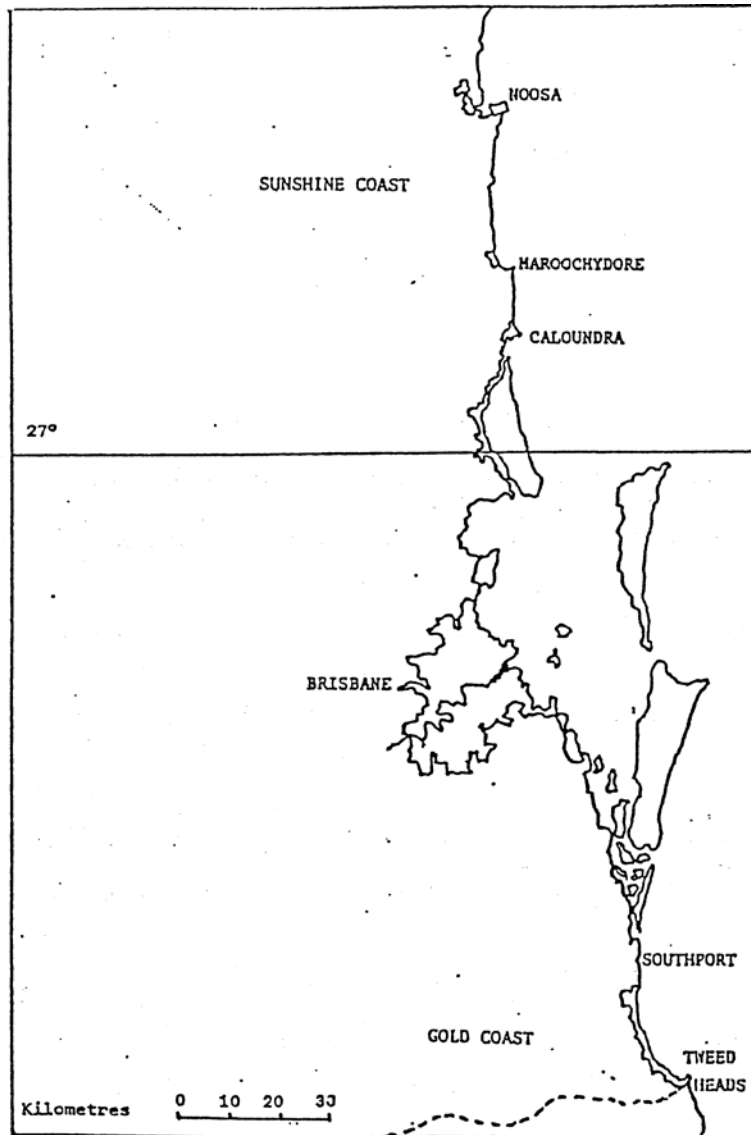 NOOSA
SUNSHINE COAST
MAROOCHYDORE
CALOUNDRA
27°
BRISBANE
SOUTHPORT
GOLD COAST
TWEED
HEADS
Kilometres 0 10 20 30